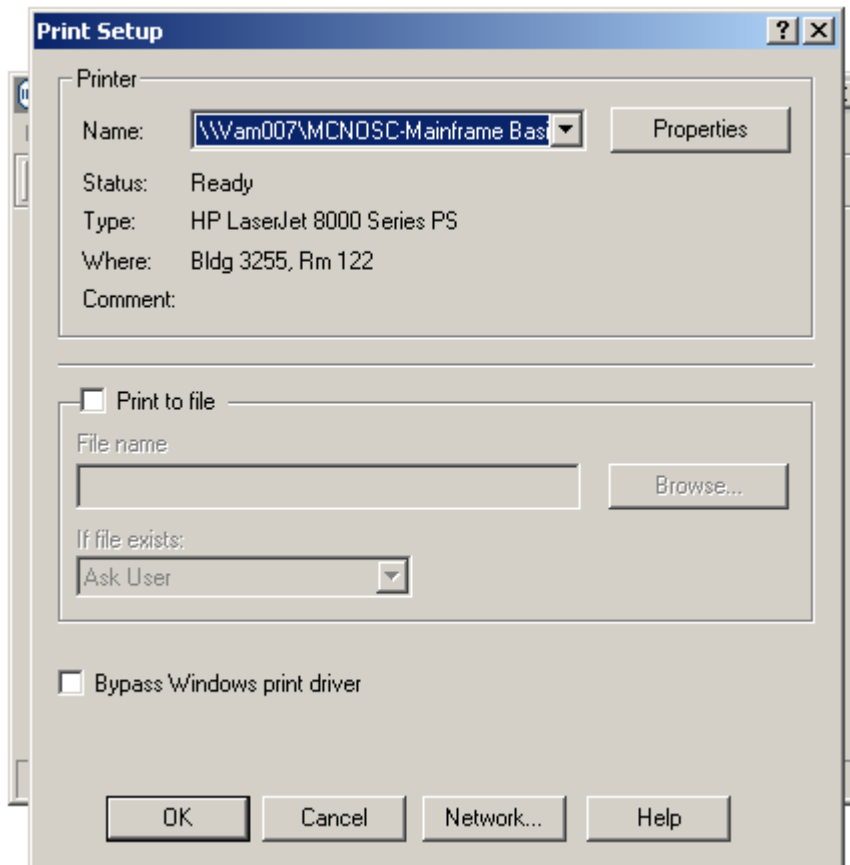 Print Setup
Printer
Name: \\Vam007\MCNOSC-Mainframe Basi
Properties
Status: Ready
Type: HP LaserJet 8000 Series PS
Where: Bldg 3255, Rm 122
Comment:
Print to file
File name
Browse...
If file exists:
Ask User
Bypass Windows print driver
OK Cancel Network... Help